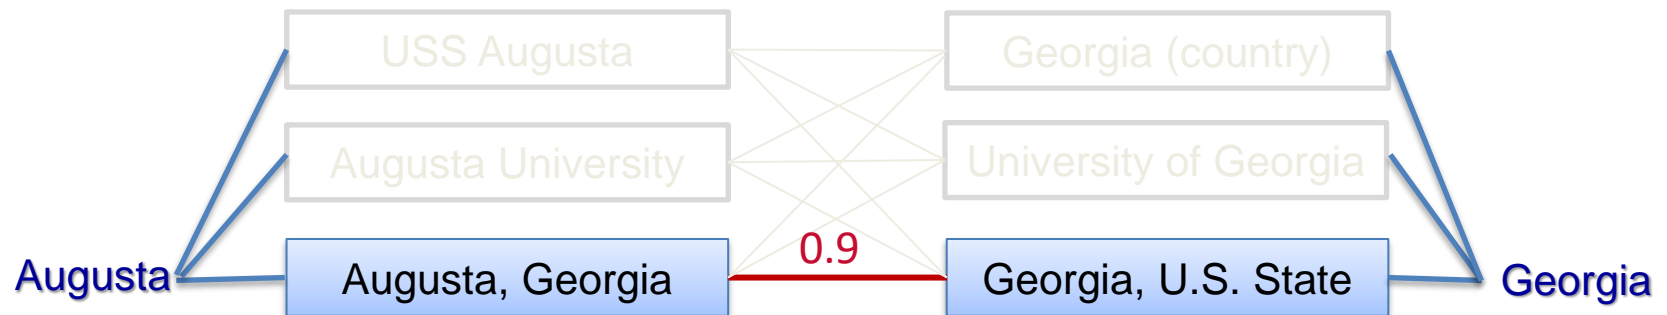 USS Augusta
Georgia (country)
Augusta University
University of Georgia
0.9
Augusta
Augusta, Georgia
Georgia, U.S. State
Georgia